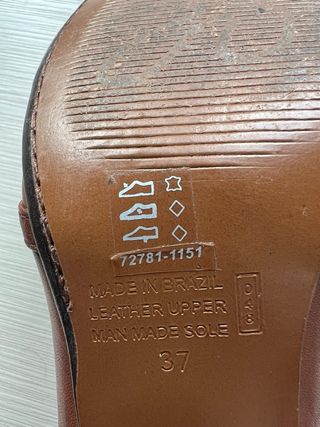 72781-1151
MADE IN BRAZIL
LEATHER UPPER
MAN MADE SOLE
37